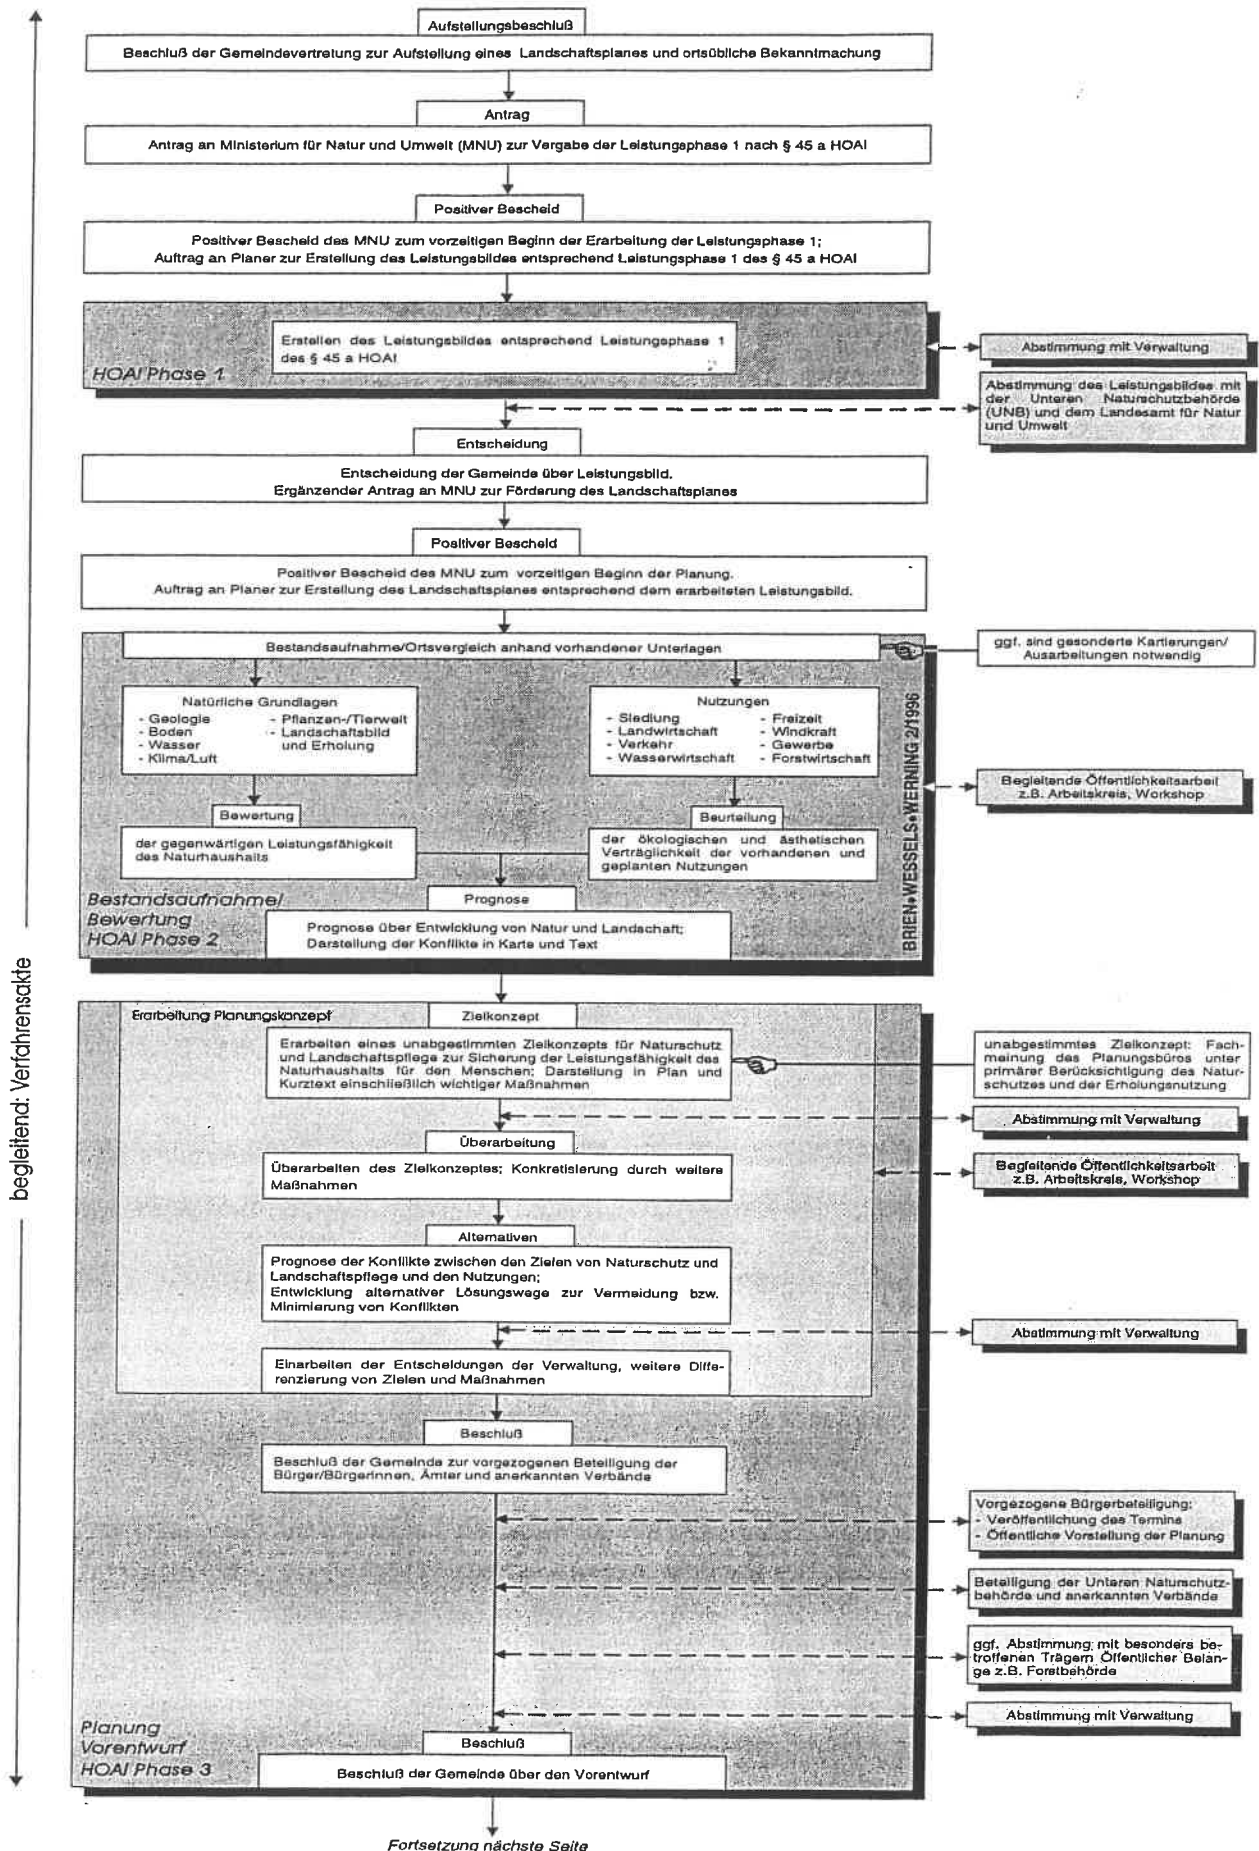 Aufstellungsbeschluß
Beschluß der Gemeindevertretung zur Aufstellung eines Landschaftsplanes und ortsübliche Bekanntmachung
Antrag
Antrag an Ministerium für Natur und Umwelt (MNU) zur Vergabe der Leistungsphase 1 nach § 45 a HOAI
Positiver Bescheid
Positiver Bescheid des MNU zum vorzeitigen Beginn der Erarbeitung der Leistungsphase 1;
Auftrag an Planer zur Erstellung des Leistungsbildes entsprechend Leistungsphase 1 des § 45 a HOAI
Erstellen des Leistungsbildes entsprechend Leistungsphase 1
des § 45 a HOAI
HOAI Phase 1
Abstimmung mit Verwaltung
Abstimmung des Leistungsbildes mit
der Unteren Naturschutzbehörde
(UNB) und dem Landesamt für Natur
und Umwelt
Entscheidung
Entscheidung der Gemeinde über Leistungsbild.
Ergänzender Antrag an MNU zur Förderung des Landschaftsplanes
Positiver Bescheid
Positiver Bescheid des MNU zum vorzeitigen Beginn der Planung.
Auftrag an Planer zur Erstellung des Landschaftsplanes entsprechend dem erarbeiteten Leistungsbild.
Bestandsaufnahme/Ortsvergleich anhand vorhandener Unterlagen
ggf. sind gesonderte Kartierungen/
Ausarbeitungen notwendig
Natürliche Grundlagen
- Geologie
- Boden
- Wasser
- Klima/Luft
- Pflanzen-/Tierwelt
- Landschaftsbild
und Erholung
Nutzungen
- Siedlung
- Landwirtschaft
- Verkehr
- Wasserwirtschaft
- Freizeit
- Windkraft
- Gewerbe
- Forstwirtschaft
Begleitende Öffentlichkeitsarbeit
z.B. Arbeitskreis, Workshop
Bewertung
der gegenwärtigen Leistungsfähigkeit
des Naturhaushalts
Beurteilung
der ökologischen und ästhetischen
Verträglichkeit der vorhandenen und
geplanten Nutzungen
Prognose
Prognose über Entwicklung von Natur und Landschaft;
Darstellung der Konflikte in Karte und Text
Bestandsaufnahme/
Bewertung
HOAI Phase 2
BRIEN•WESSELS•WERNING 2/1996
begleitend: Verfahrensakte
Erarbeitung Planungskonzept
Zielkonzept
Erarbeiten eines unabgestimmten Zielkonzepts für Naturschutz
und Landschaftspflege zur Sicherung der Leistungsfähigkeit des
Naturhaushalts für den Menschen; Darstellung in Plan und
Kurztext einschließlich wichtiger Maßnahmen
unabgestimmtes Zielkonzept: Fach-
meinung des Planungsbüros unter
primärer Berücksichtigung des Natur-
schutzes und der Erholungsnutzung
Abstimmung mit Verwaltung
Überarbeitung
Überarbeiten des Zielkonzeptes; Konkretisierung durch weitere
Maßnahmen
Begleitende Öffentlichkeitsarbeit
z.B. Arbeitskreis, Workshop
Alternativen
Prognose der Konflikte zwischen den Zielen von Naturschutz und
Landschaftspflege und den Nutzungen;
Entwicklung alternativer Lösungswege zur Vermeidung bzw.
Minimierung von Konflikten
Abstimmung mit Verwaltung
Einarbeiten der Entscheidungen der Verwaltung, weitere Diffe-
renzierung von Zielen und Maßnahmen
Beschluß
Beschluß der Gemeinde zur vorgezogenen Beteiligung der
Bürger/Bürgerinnen, Ämter und anerkannten Verbände
Vorgezogene Bürgerbeteiligung:
- Veröffentlichung des Termins
- Öffentliche Vorstellung der Planung
Beteiligung der Unteren Naturschutz-
behörde und anerkannten Verbände
ggf. Abstimmung mit besonders be-
troffenen Trägern Öffentlicher Belan-
ge z.B. Forstbehörde
Abstimmung mit Verwaltung
Planung
Vorentwurf
HOAI Phase 3
Beschluß
Beschluß der Gemeinde über den Vorentwurf
Fortsetzung nächste Seite